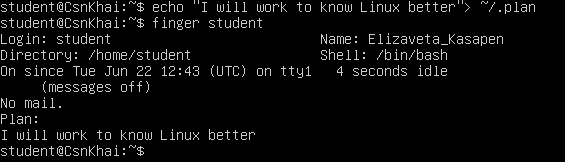 student@CsnKhai:~$ echo "I will work to know Linux better"> ~/.plan
student@CsnKhai:~$ finger student
Login: student                          Name: Elizaveta_Kasapen
Directory: /home/student                Shell: /bin/bash
On since Tue Jun 22 12:43 (UTC) on tty1   4 seconds idle
     (messages off)
No mail.
Plan:
I will work to know Linux better
student@CsnKhai:~$